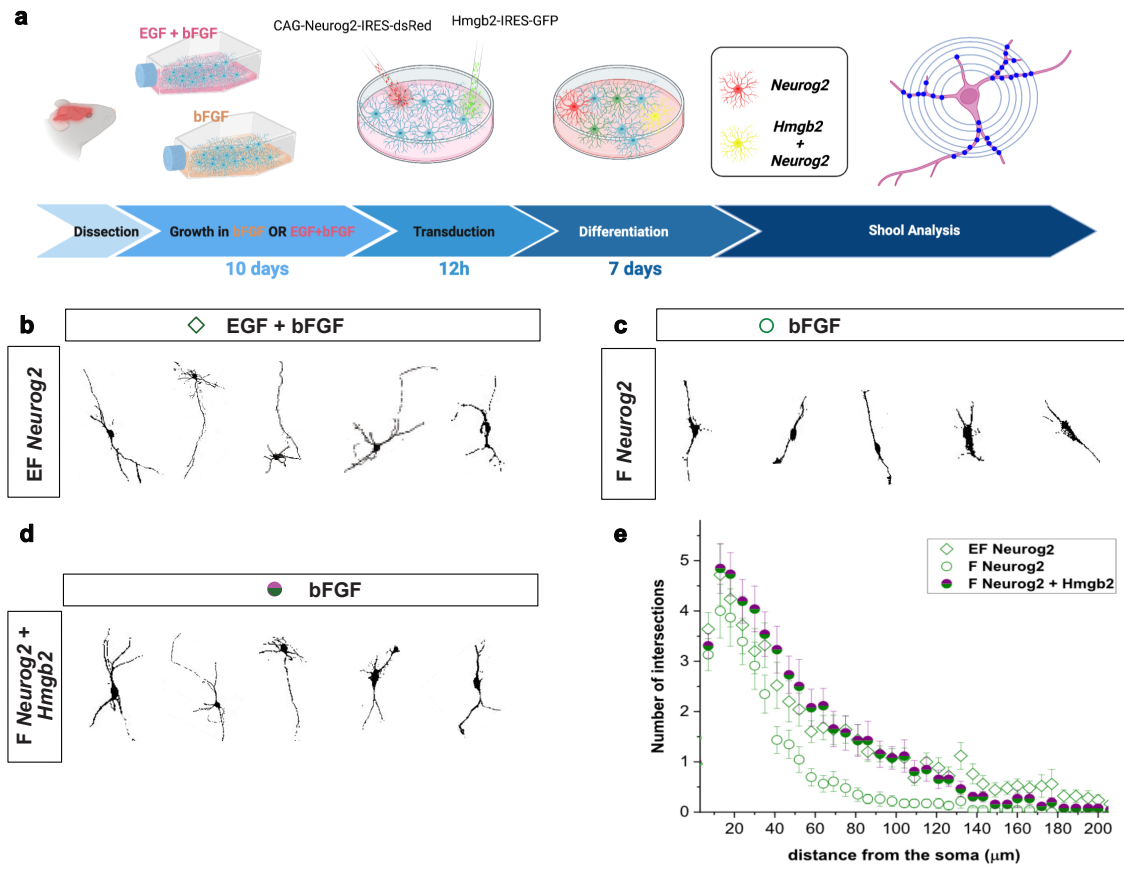 a
EGF + bFGF
CAG-Neurog2-IRES-dsRed
Hmgb2-IRES-GFP
bFGF
Neurog2
Hmgb2
+
Neurog2
Dissection
Growth in bFGF OR EGF+bFGF
Transduction
Differentiation
Shool Analysis
10 days
12h
7 days
b
EGF + bFGF
EF Neurog2
c
bFGF
F Neurog2
d
bFGF
F Neurog2 +
Hmgb2
e
EF Neurog2
F Neurog2
F Neurog2 + Hmgb2
Number of intersections
5
4
3
2
1
0
20 40 60 80 100 120 140 160 180 200
distance from the soma (μm)